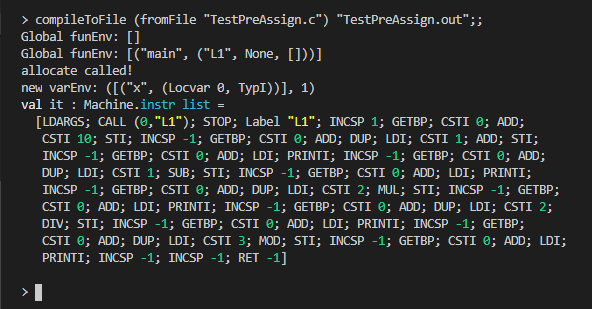 > compileToFile (fromFile "TestPreAssign.c") "TestPreAssign.out";;
Global funEnv: []
Global funEnv: [("main", ("L1", None, []))]
allocate called!
new varEnv: ([("x", (Locvar 0, TypI))], 1)
val it : Machine.instr list =
[LDARGS; CALL (0,"L1"); STOP; Label "L1"; INCSP 1; GETBP; CSTI 0; ADD;
CSTI 10; STI; INCSP -1; GETBP; CSTI 0; ADD; DUP; LDI; CSTI 1; ADD; STI;
INCSP -1; GETBP; CSTI 0; ADD; LDI; PRINTI; INCSP -1; GETBP; CSTI 0; ADD;
DUP; LDI; CSTI 1; SUB; STI; INCSP -1; GETBP; CSTI 0; ADD; LDI; PRINTI;
INCSP -1; GETBP; CSTI 0; ADD; DUP; LDI; CSTI 2; MUL; STI; INCSP -1; GETBP;
CSTI 0; ADD; LDI; PRINTI; INCSP -1; GETBP; CSTI 0; ADD; DUP; LDI; CSTI 2;
DIV; STI; INCSP -1; GETBP; CSTI 0; ADD; LDI; PRINTI; INCSP -1; GETBP;
CSTI 0; ADD; DUP; LDI; CSTI 3; MOD; STI; INCSP -1; GETBP; CSTI 0; ADD; LDI;
PRINTI; INCSP -1; INCSP -1; RET -1]
>